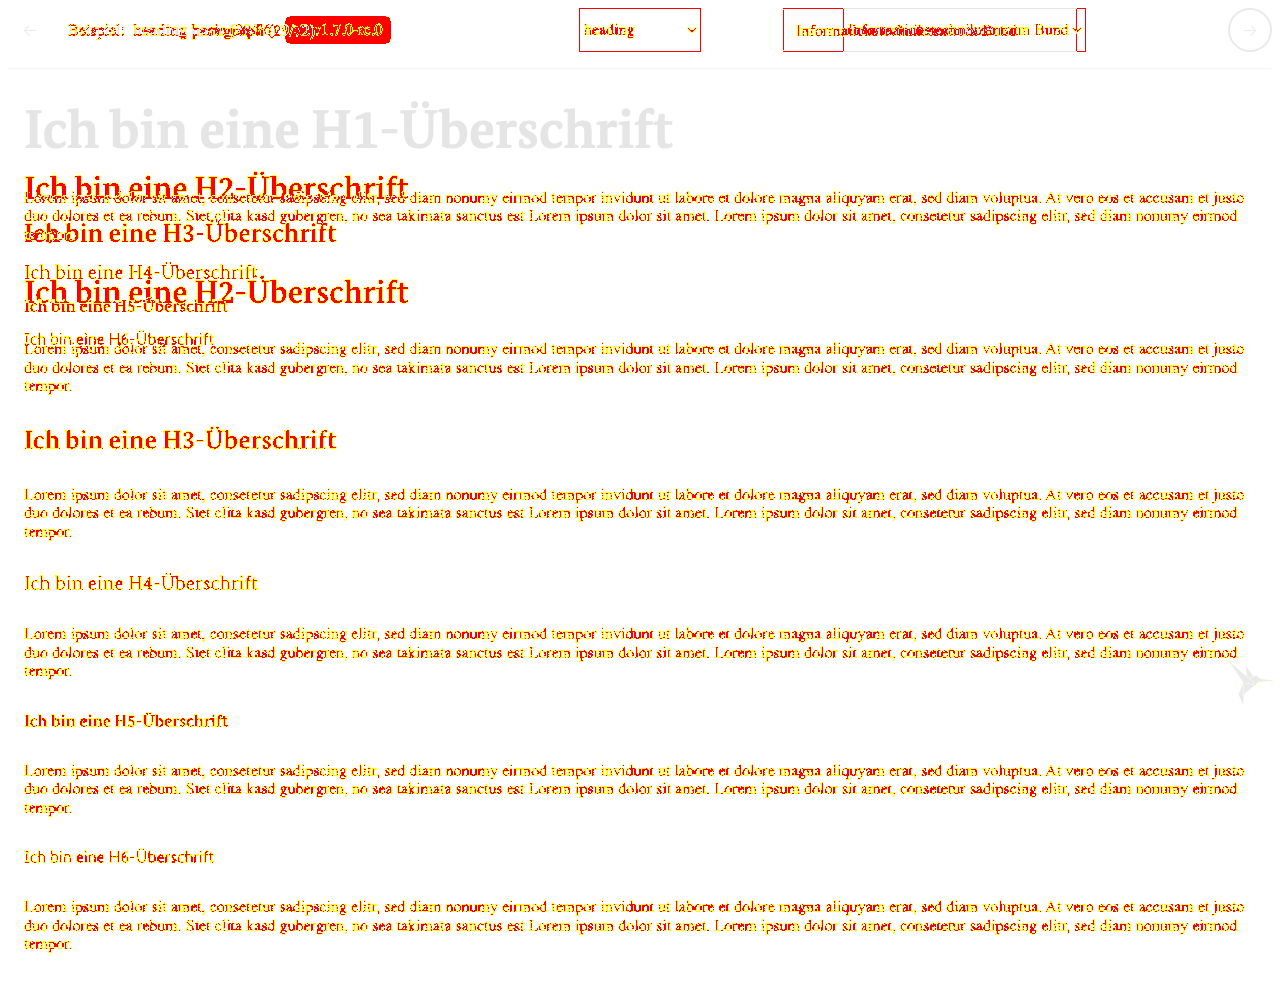 heading
Ich bin eine H1-Überschrift
Ich bin eine H2-Überschrift
Lorem ipsum dolor sit amet, consetetur sadipscing elitr, sed diam nonumy eirmod tempor invidunt ut labore et dolore magna aliquyam erat, sed diam voluptua. At vero eos et accusam et justo
duo dolores et ea rebum. Stet clita kasd gubergren, no sea takimata sanctus est Lorem ipsum dolor sit amet. Lorem ipsum dolor sit amet, consetetur sadipscing elitr, sed diam nonumy eirmod
Ich bin eine H3-Überschrift
Ich bin eine H4-Überschrift
Ich bin eine H2-Überschrift
Ich bin eine H5-Überschrift
Ich bin eine H6-Überschrift
Lorem ipsum dolor sit amet, consetetur sadipscing elitr, sed diam nonumy eirmod tempor invidunt ut labore et dolore magna aliquyam erat, sed diam voluptua. At vero eos et accusam et justo
duo dolores et ea rebum. Stet clita kasd gubergren, no sea takimata sanctus est Lorem ipsum dolor sit amet. Lorem ipsum dolor sit amet, consetetur sadipscing elitr, sed diam nonumy eirmod
tempor.
Ich bin eine H3-Überschrift
Lorem ipsum dolor sit amet, consetetur sadipscing elitr, sed diam nonumy eirmod tempor invidunt ut labore et dolore magna aliquyam erat, sed diam voluptua. At vero eos et accusam et justo
duo dolores et ea rebum. Stet clita kasd gubergren, no sea takimata sanctus est Lorem ipsum dolor sit amet. Lorem ipsum dolor sit amet, consetetur sadipscing elitr, sed diam nonumy eirmod
tempor.
Ich bin eine H4-Überschrift
Lorem ipsum dolor sit amet, consetetur sadipscing elitr, sed diam nonumy eirmod tempor invidunt ut labore et dolore magna aliquyam erat, sed diam voluptua. At vero eos et accusam et justo
duo dolores et ea rebum. Stet clita kasd gubergren, no sea takimata sanctus est Lorem ipsum dolor sit amet. Lorem ipsum dolor sit amet, consetetur sadipscing elitr, sed diam nonumy eirmod
tempor.
Ich bin eine H5-Überschrift
Lorem ipsum dolor sit amet, consetetur sadipscing elitr, sed diam nonumy eirmod tempor invidunt ut labore et dolore magna aliquyam erat, sed diam voluptua. At vero eos et accusam et justo
duo dolores et ea rebum. Stet clita kasd gubergren, no sea takimata sanctus est Lorem ipsum dolor sit amet. Lorem ipsum dolor sit amet, consetetur sadipscing elitr, sed diam nonumy eirmod
tempor.
Ich bin eine H6-Überschrift
Lorem ipsum dolor sit amet, consetetur sadipscing elitr, sed diam nonumy eirmod tempor invidunt ut labore et dolore magna aliquyam erat, sed diam voluptua. At vero eos et accusam et justo
duo dolores et ea rebum. Stet clita kasd gubergren, no sea takimata sanctus est Lorem ipsum dolor sit amet. Lorem ipsum dolor sit amet, consetetur sadipscing elitr, sed diam nonumy eirmod
tempor.